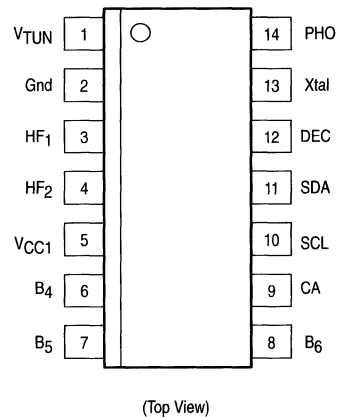 VTUN 1 14 PHO
Gnd 2 13 Xtal
HF1 3 12 DEC
HF2 4 11 SDA
VCC1 5 10 SCL
B4 6 9 CA
B5 7 8 B6
(Top View)